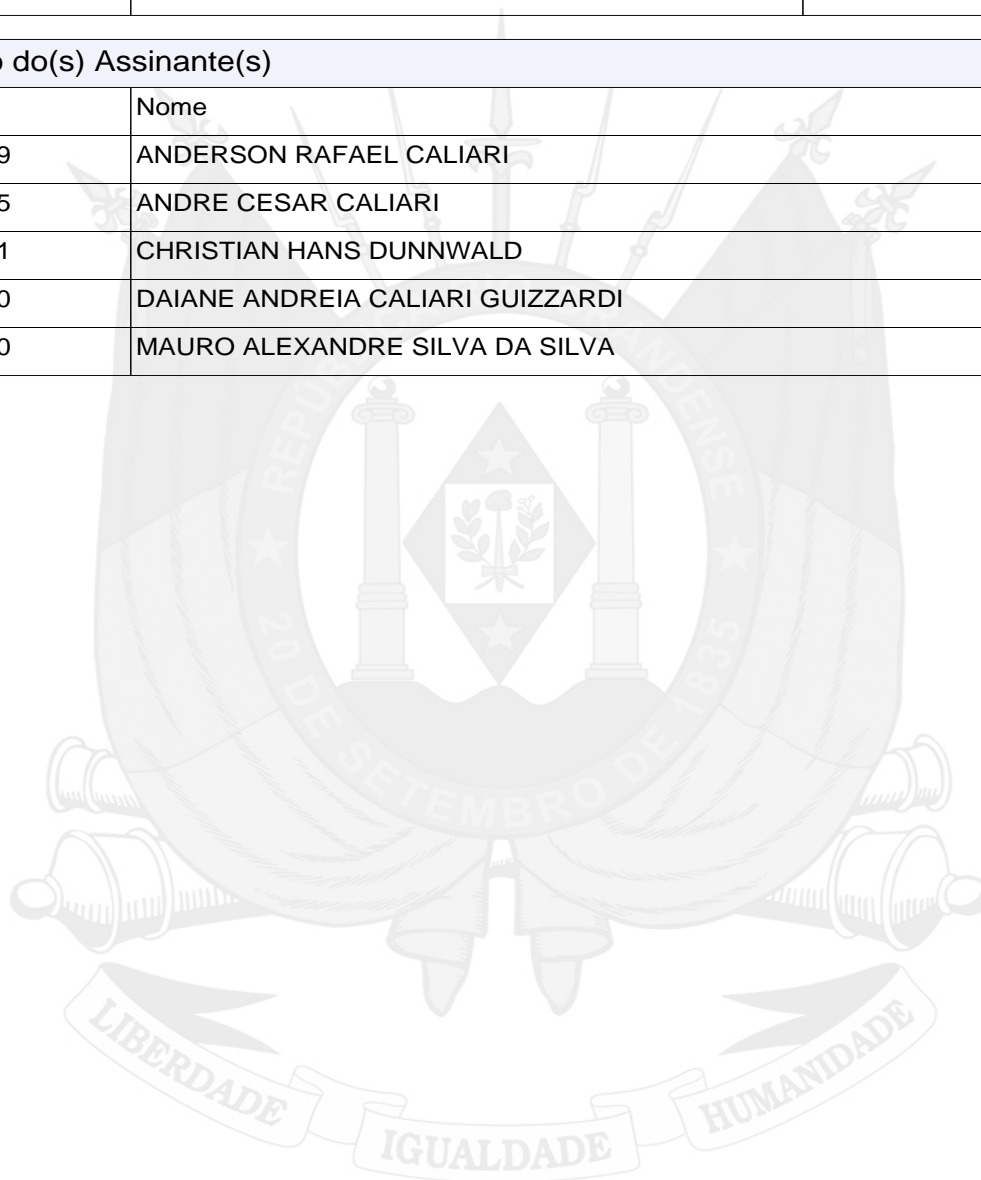 o do(s) Assinante(s)
Nome
9 ANDERSON RAFAEL CALIARI
5 ANDRE CESAR CALIARI
1 CHRISTIAN HANS DUNNWALD
0 DAIANE ANDREIA CALIARI GUIZZARDI
0 MAURO ALEXANDRE SILVA DA SILVA
REPÚBLICA RIO-GRANDENSE
20 DE SETEMBRO DE 1835
LIBERDADE
IGUALDADE
HUMANIDADE